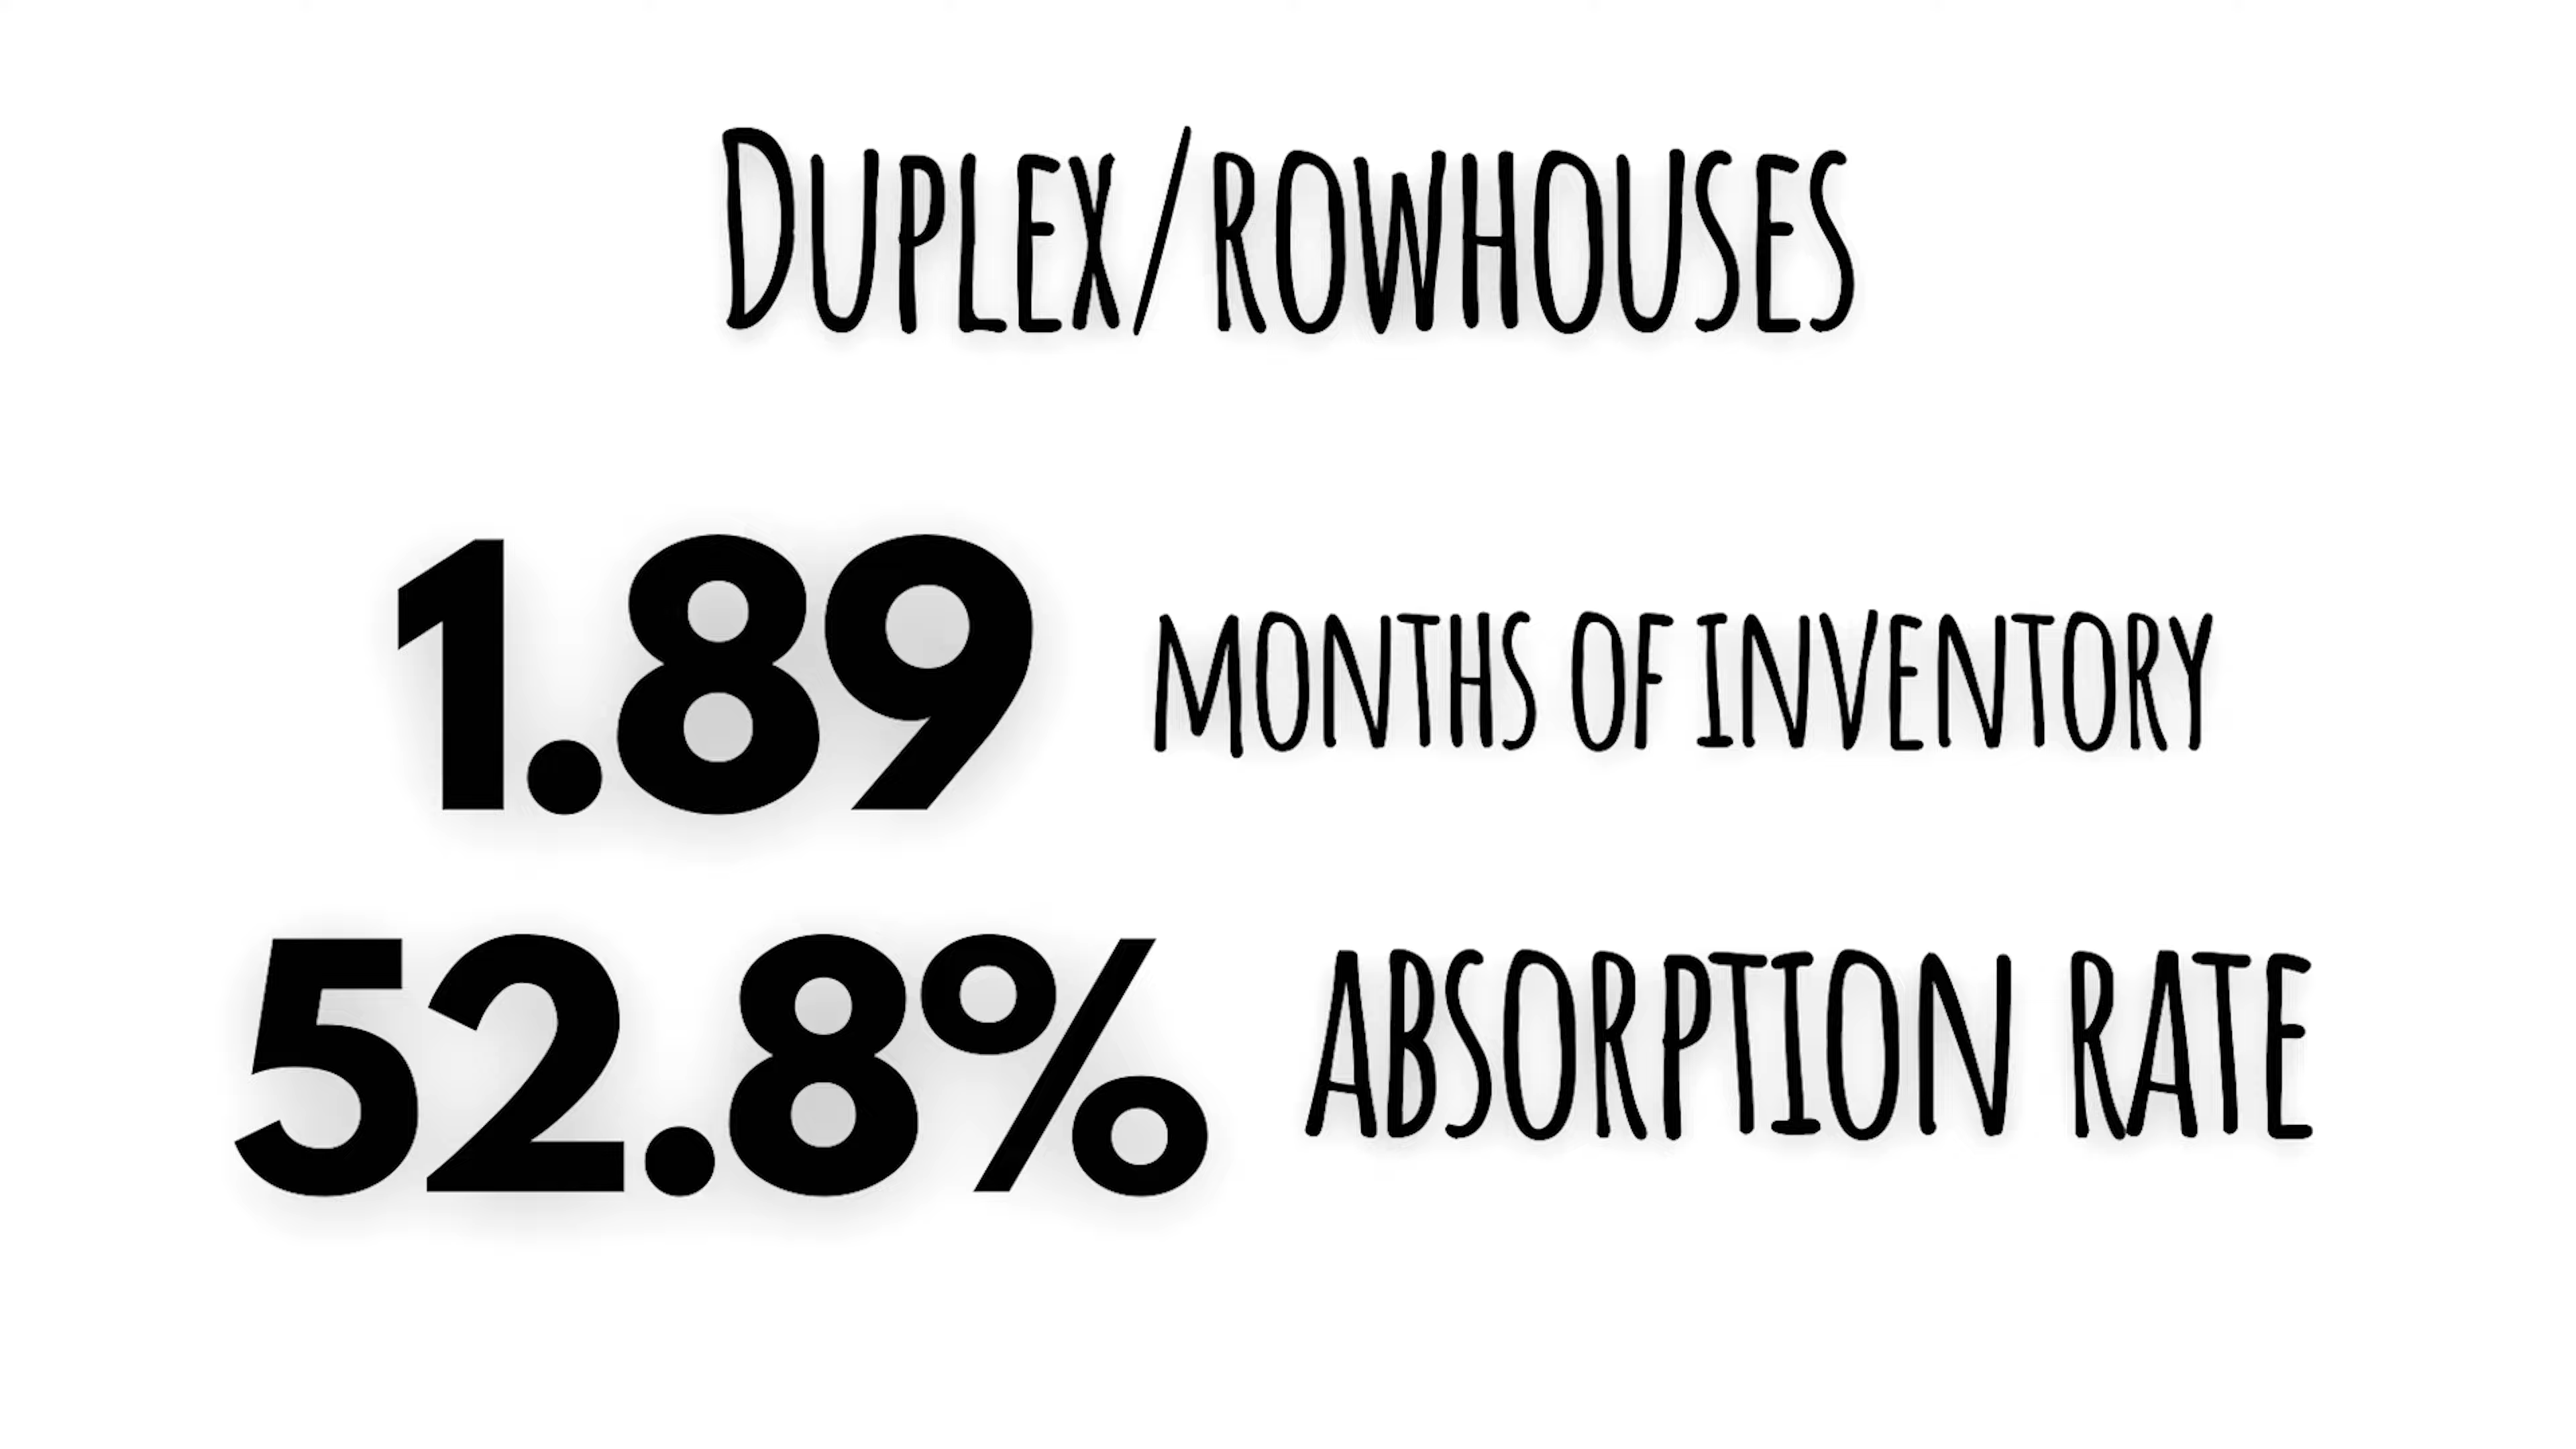 Duplex/rowhouses
1.89 months of inventory
52.8% absorption rate